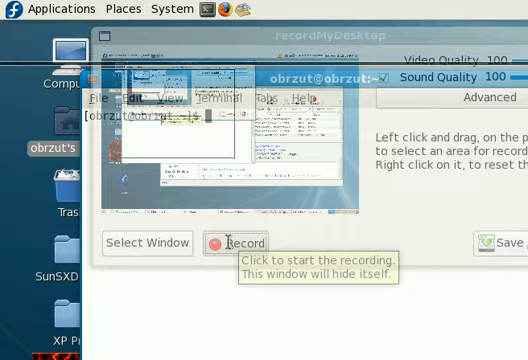 Applications Places System
recordMyDesktop
Video Quality 100
obrzut@obrzut:~
Sound Quality 100
Compu
File Edit View Terminal Tabs Help
Advanced
[obrzut@obrzut ~]$
Left click and drag, on the p
to select an area for record
Right click on it, to reset th
obrzut's
Tras
Select Window
Record
Save
Click to start the recording.
This window will hide itself.
SunSXD
XP Pr